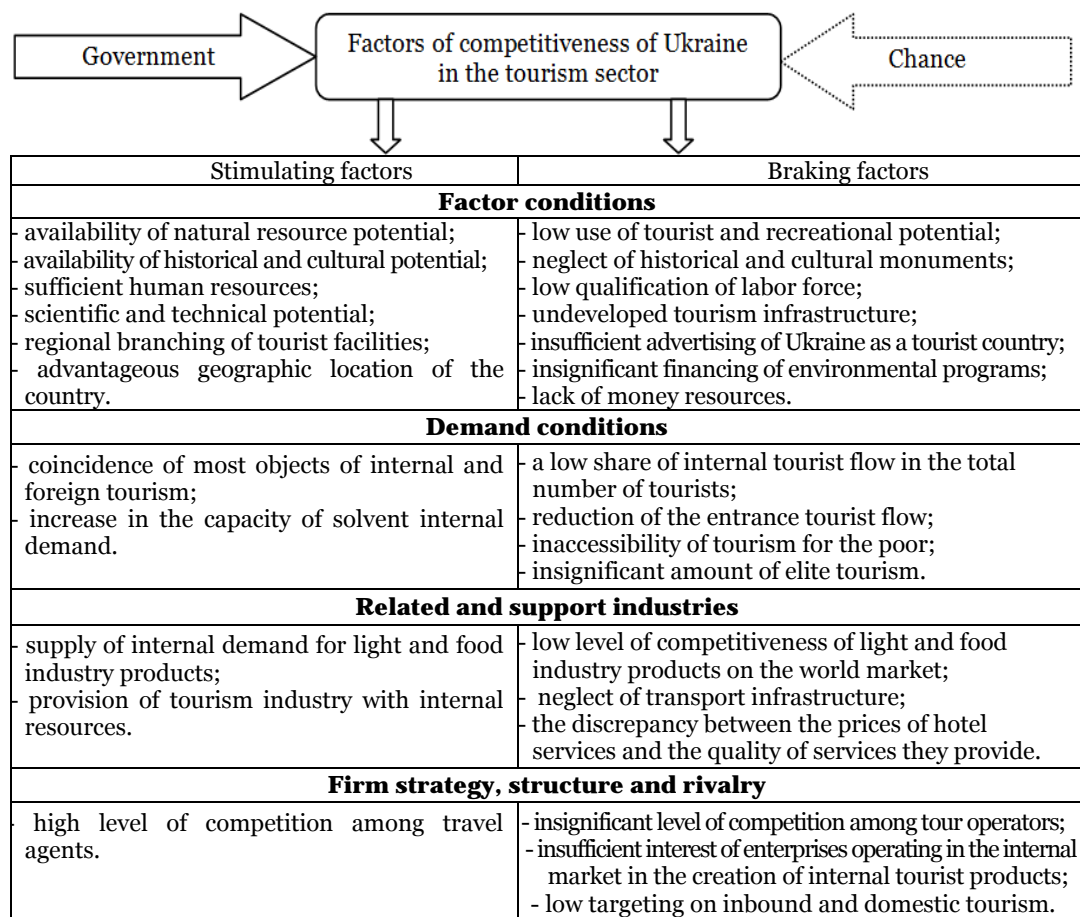 Government
Factors of competitiveness of Ukraine
in the tourism sector
Chance
Stimulating factors
Braking factors
Factor conditions
- availability of natural resource potential;
- availability of historical and cultural potential;
- sufficient human resources;
- scientific and technical potential;
- regional branching of tourist facilities;
- advantageous geographic location of the
country.
- low use of tourist and recreational potential;
- neglect of historical and cultural monuments;
- low qualification of labor force;
- undeveloped tourism infrastructure;
- insufficient advertising of Ukraine as a tourist country;
- insignificant financing of environmental programs;
- lack of money resources.
Demand conditions
- coincidence of most objects of internal and
foreign tourism;
- increase in the capacity of solvent internal
demand.
- a low share of internal tourist flow in the total
number of tourists;
- reduction of the entrance tourist flow;
- inaccessibility of tourism for the poor;
- insignificant amount of elite tourism.
Related and support industries
- supply of internal demand for light and food
industry products;
- provision of tourism industry with internal
resources.
- low level of competitiveness of light and food
industry products on the world market;
- neglect of transport infrastructure;
- the discrepancy between the prices of hotel
services and the quality of services they provide.
Firm strategy, structure and rivalry
- high level of competition among travel
agents.
- insignificant level of competition among tour operators;
- insufficient interest of enterprises operating in the internal
market in the creation of internal tourist products;
- low targeting on inbound and domestic tourism.